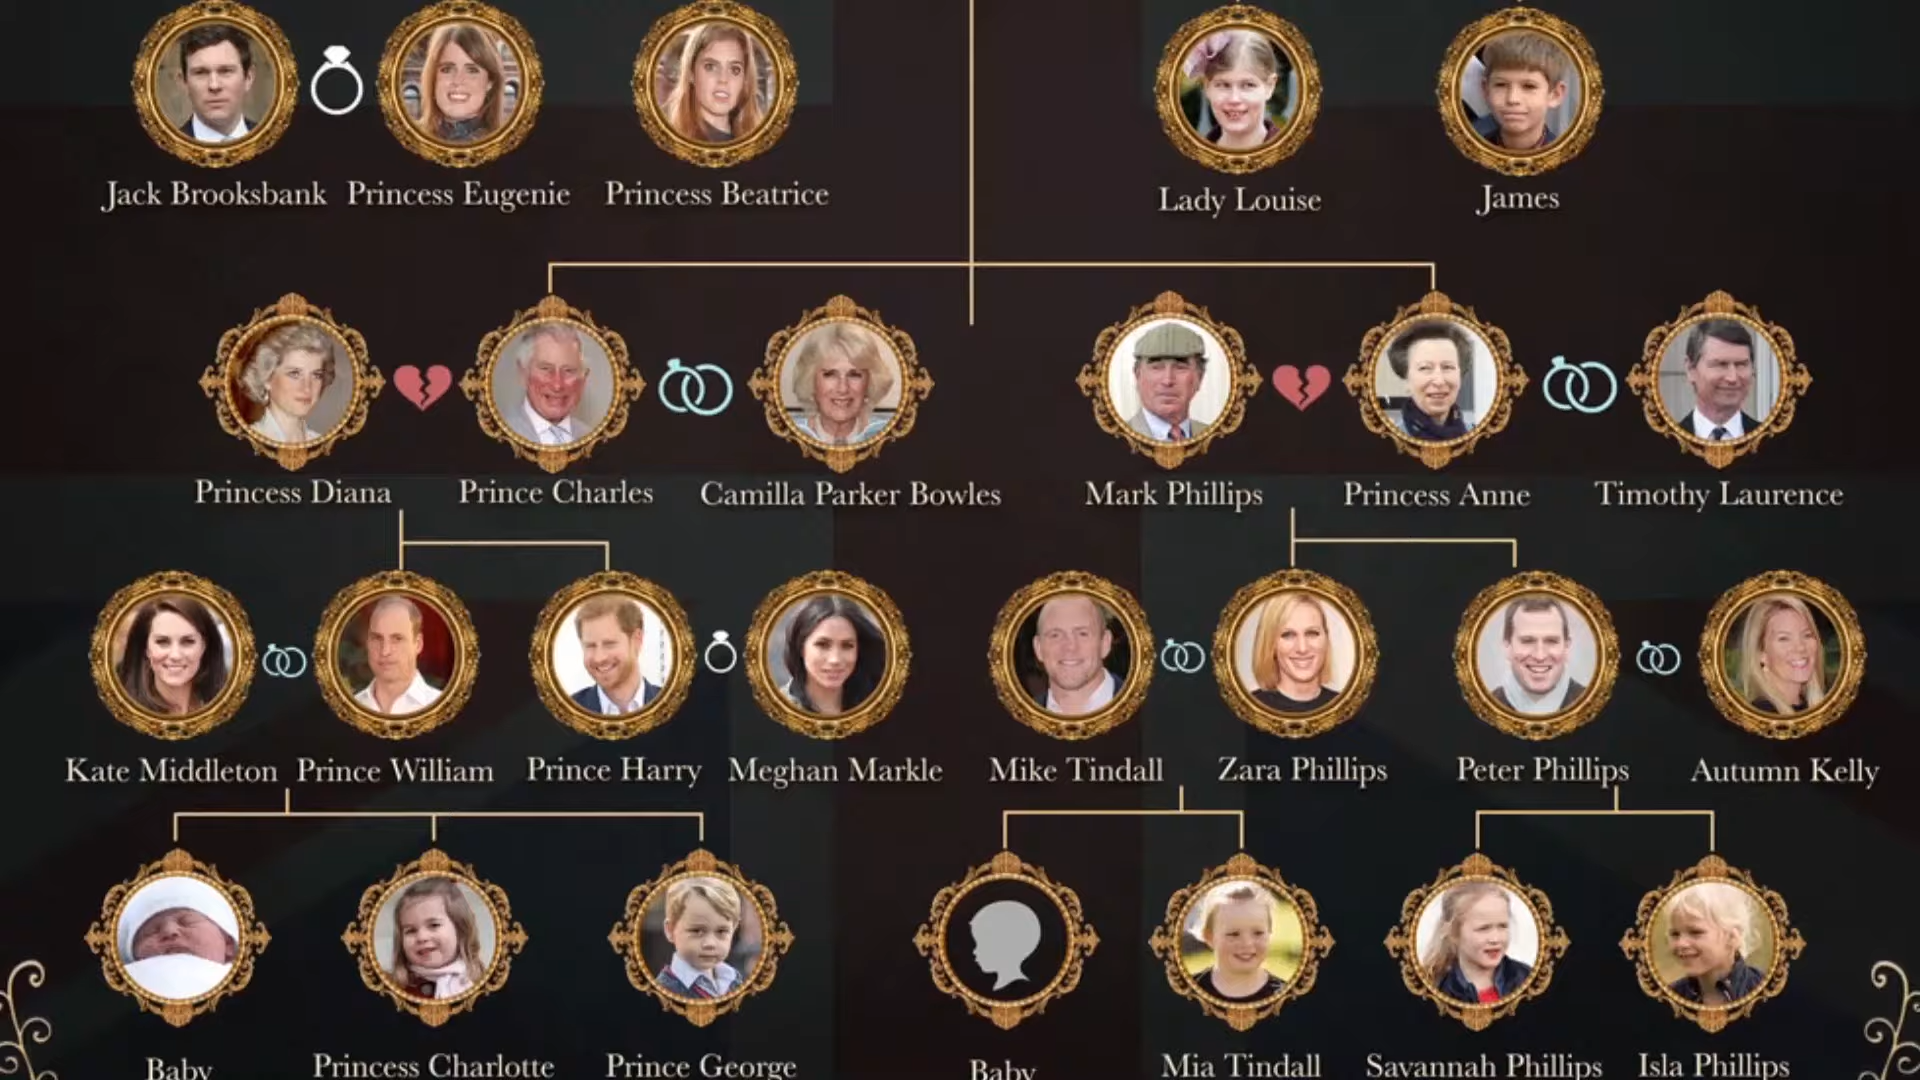 Jack Brooksbank
Princess Eugenie
Princess Beatrice
Lady Louise
James
Princess Diana
Prince Charles
Camilla Parker Bowles
Mark Phillips
Princess Anne
Timothy Laurence
Kate Middleton
Prince William
Prince Harry
Meghan Markle
Mike Tindall
Zara Phillips
Peter Phillips
Autumn Kelly
Baby
Princess Charlotte
Prince George
Baby
Mia Tindall
Savannah Phillips
Isla Phillips